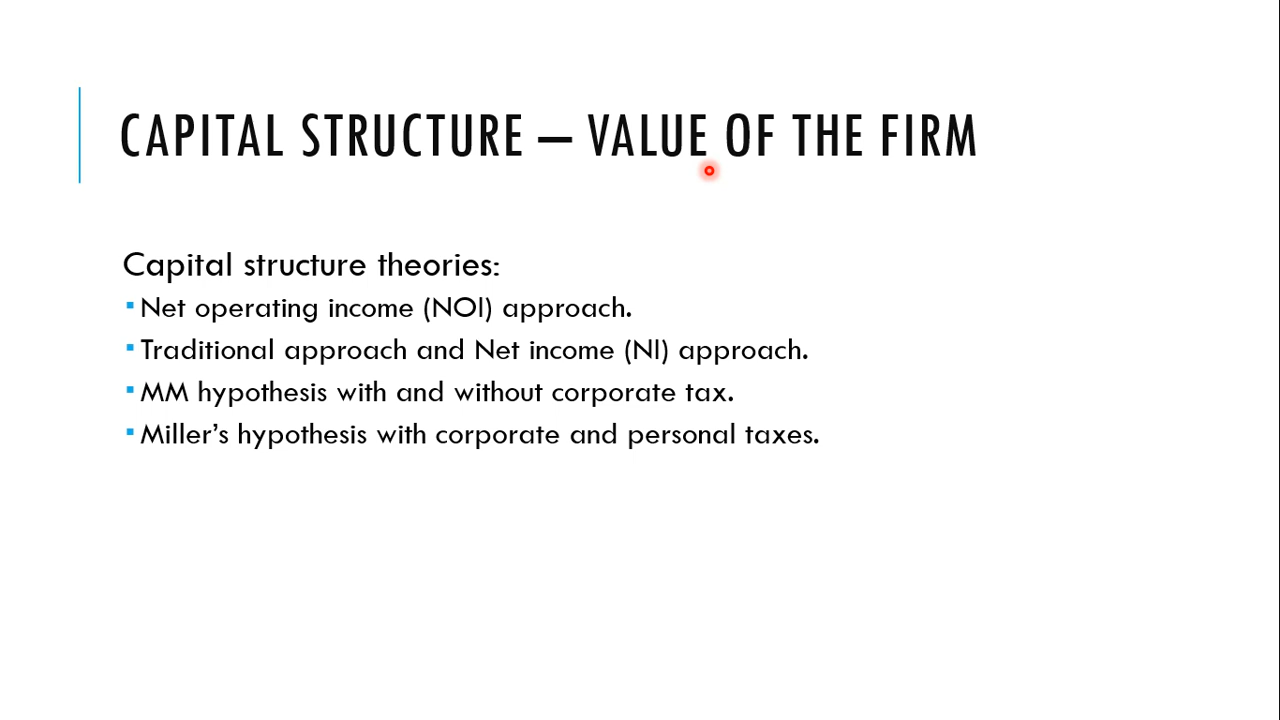 CAPITAL STRUCTURE – VALUE OF THE FIRM
Capital structure theories:
▪ Net operating income (NOI) approach.
▪ Traditional approach and Net income (NI) approach.
▪ MM hypothesis with and without corporate tax.
▪ Miller’s hypothesis with corporate and personal taxes.